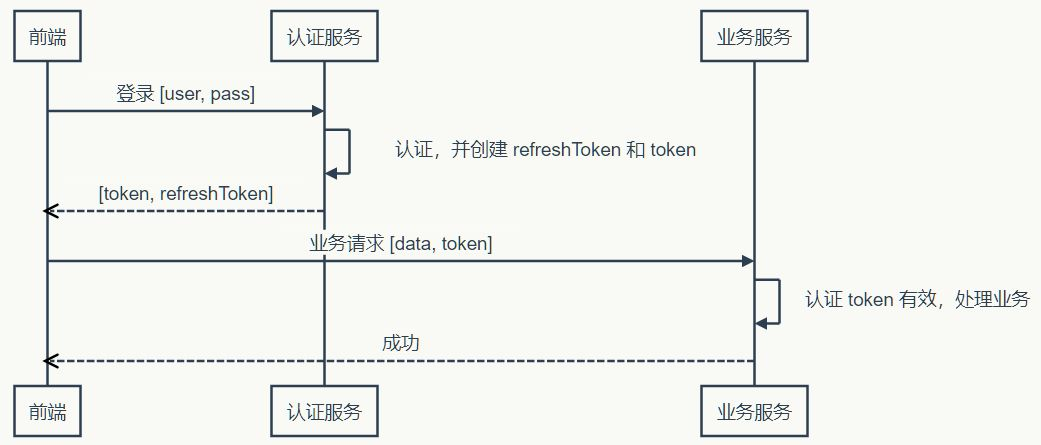 前端
认证服务
业务服务
登录 [user, pass]
认证，并创建 refreshToken 和 token
[token, refreshToken]
业务请求 [data, token]
认证 token 有效，处理业务
成功
前端
认证服务
业务服务